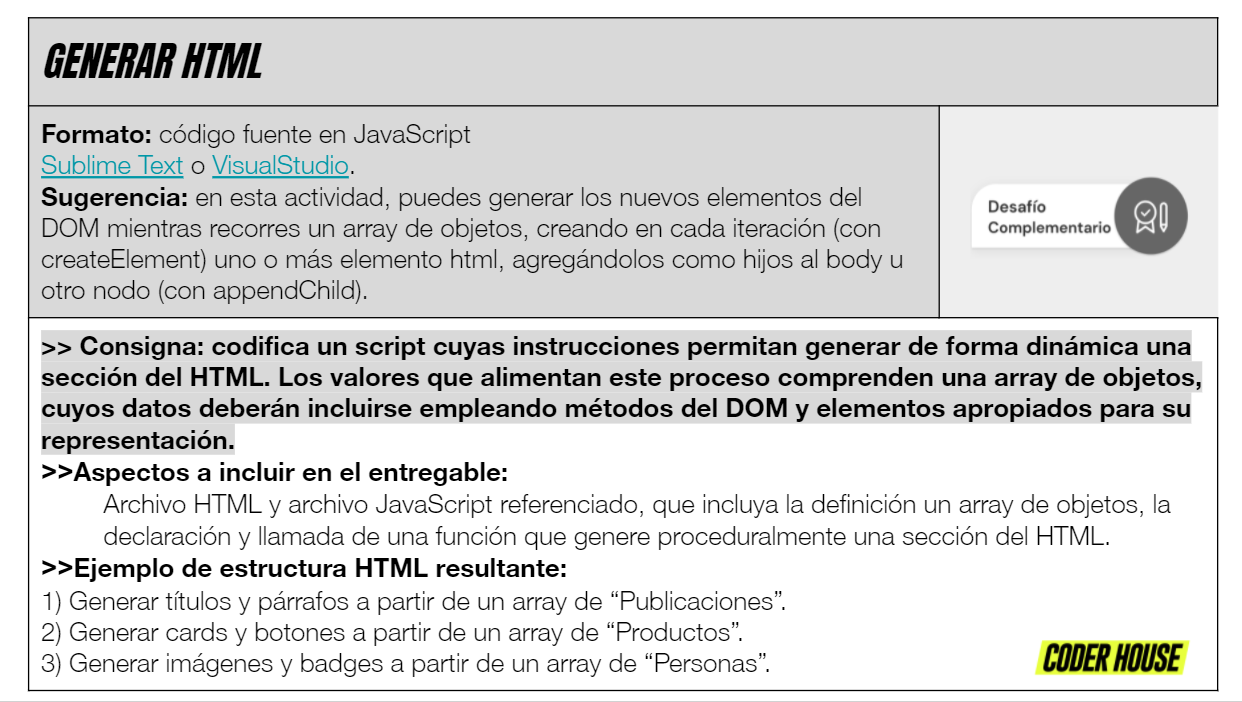 GENERAR HTML
Formato: código fuente en JavaScript
Sublime Text o VisualStudio.
Sugerencia: en esta actividad, puedes generar los nuevos elementos del
DOM mientras recorres un array de objetos, creando en cada iteración (con
createElement) uno o más elemento html, agregándolos como hijos al body u
otro nodo (con appendChild).
Desafío
Complementario
>> Consigna: codifica un script cuyas instrucciones permitan generar de forma dinámica una
sección del HTML. Los valores que alimentan este proceso comprenden una array de objetos,
cuyos datos deberán incluirse empleando métodos del DOM y elementos apropiados para su
representación.
>>Aspectos a incluir en el entregable:
Archivo HTML y archivo JavaScript referenciado, que incluya la definición un array de objetos, la
declaración y llamada de una función que genere proceduralmente una sección del HTML.
>>Ejemplo de estructura HTML resultante:
1) Generar títulos y párrafos a partir de un array de “Publicaciones”.
2) Generar cards y botones a partir de un array de “Productos”.
3) Generar imágenes y badges a partir de un array de “Personas”.
CODER HOUSE